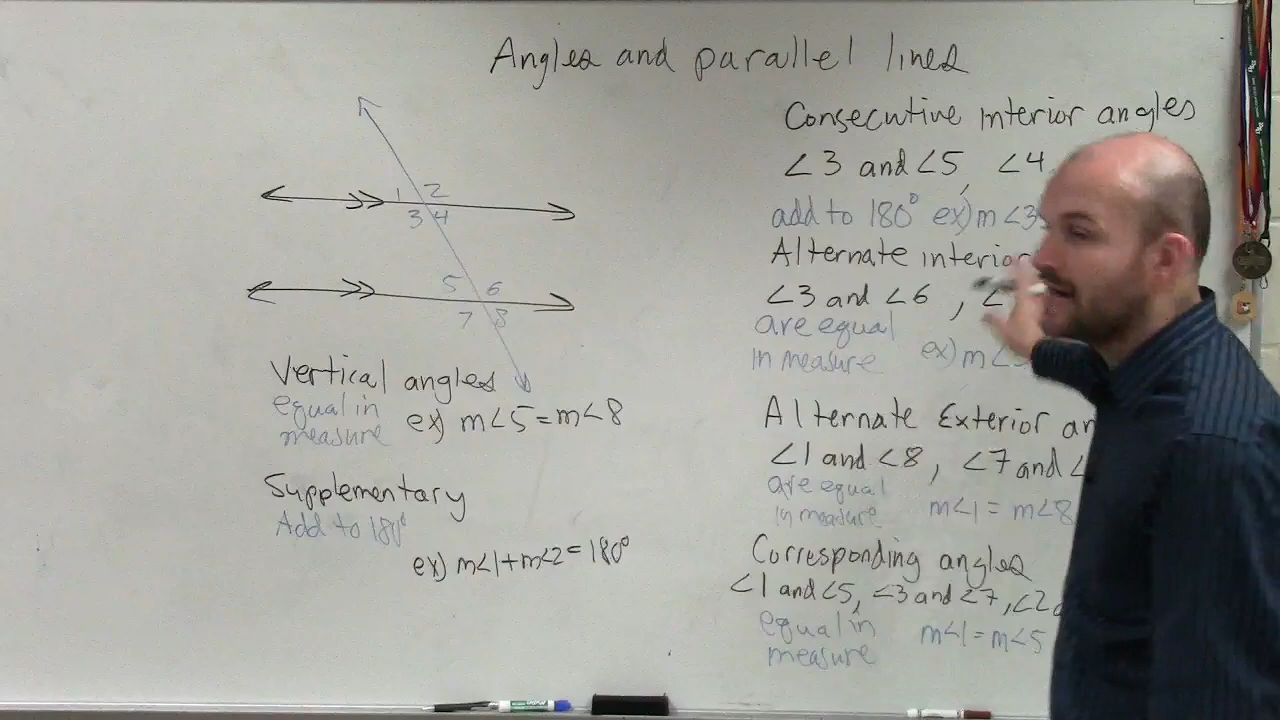 Angles and parallel lines
1 2
3 4
5 6
7 8
Vertical angles
equal in
measure
ex) m∠5 = m∠8
Supplementary
Add to 180°
ex) m∠1 + m∠2 = 180°
Consecutive interior angles
∠3 and ∠5, ∠4
add to 180° ex) m∠3
Alternate interior
∠3 and ∠6, ∠
are equal
in measure
ex) m∠
Alternate Exterior an
∠1 and ∠8, ∠7 and ∠
are equal
in measure
m∠1 = m∠8
Corresponding angles
∠1 and ∠5, ∠3 and ∠7, ∠2
equal in
measure
m∠1 = m∠5